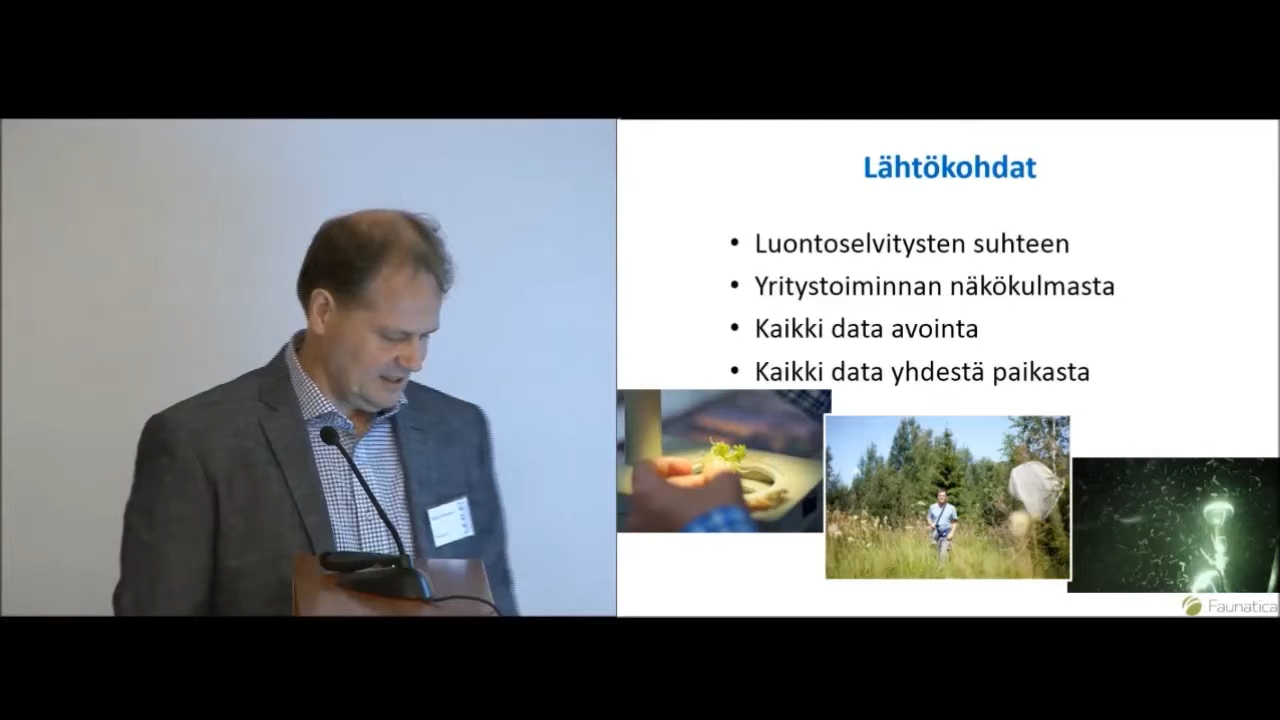 Lähtökohdat
• Luontoselvitysten suhteen
• Yritystoiminnan näkökulmasta
• Kaikki data avointa
• Kaikki data yhdestä paikasta
Faunatica